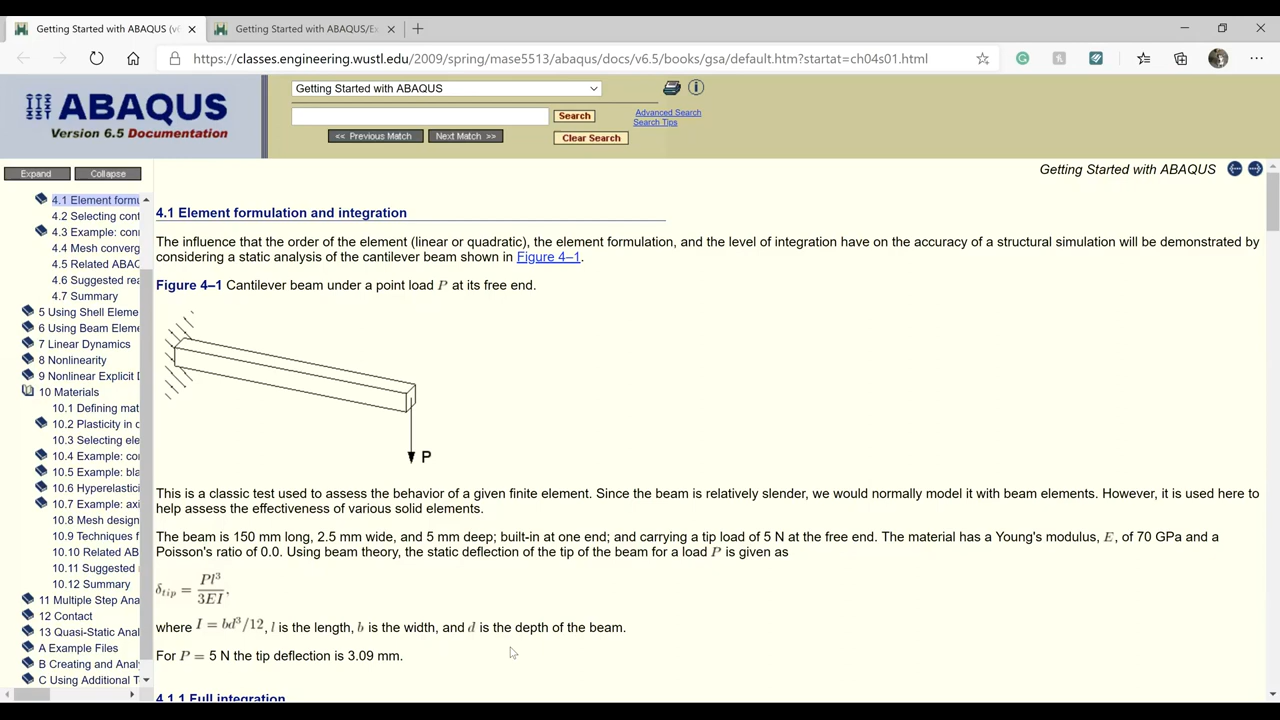 Getting Started with ABAQUS (v6
Getting Started with ABAQUS/Ex
https://classes.engineering.wustl.edu/2009/spring/mase5513/abaqus/docs/v6.5/books/gsa/default.htm?startat=ch04s01.html
ABAQUS
Version 6.5 Documentation
Getting Started with ABAQUS
Search
Advanced Search
Search Tips
<< Previous Match
Next Match >>
Clear Search
Expand
Collapse
Getting Started with ABAQUS
4.1 Element formu
4.2 Selecting cont
4.3 Example: conn
4.4 Mesh converg
4.5 Related ABAC
4.6 Suggested rea
4.7 Summary
5 Using Shell Eleme
6 Using Beam Eleme
7 Linear Dynamics
8 Nonlinearity
9 Nonlinear Explicit D
10 Materials
10.1 Defining mat
10.2 Plasticity in d
10.3 Selecting ele
10.4 Example: con
10.5 Example: bla
10.6 Hyperelastici
10.7 Example: axi
10.8 Mesh design
10.9 Techniques f
10.10 Related AB
10.11 Suggested
10.12 Summary
11 Multiple Step Ana
12 Contact
13 Quasi-Static Anal
A Example Files
B Creating and Analy
C Using Additional T
4.1 Element formulation and integration
The influence that the order of the element (linear or quadratic), the element formulation, and the level of integration have on the accuracy of a structural simulation will be demonstrated by
considering a static analysis of the cantilever beam shown in Figure 4–1.
Figure 4–1 Cantilever beam under a point load P at its free end.
P
This is a classic test used to assess the behavior of a given finite element. Since the beam is relatively slender, we would normally model it with beam elements. However, it is used here to
help assess the effectiveness of various solid elements.
The beam is 150 mm long, 2.5 mm wide, and 5 mm deep; built-in at one end; and carrying a tip load of 5 N at the free end. The material has a Young's modulus, E, of 70 GPa and a
Poisson's ratio of 0.0. Using beam theory, the static deflection of the tip of the beam for a load P is given as
δtip = Pl³/3EI,
where I = bd³/12, l is the length, b is the width, and d is the depth of the beam.
For P = 5 N the tip deflection is 3.09 mm.
4.1.1 Full integration